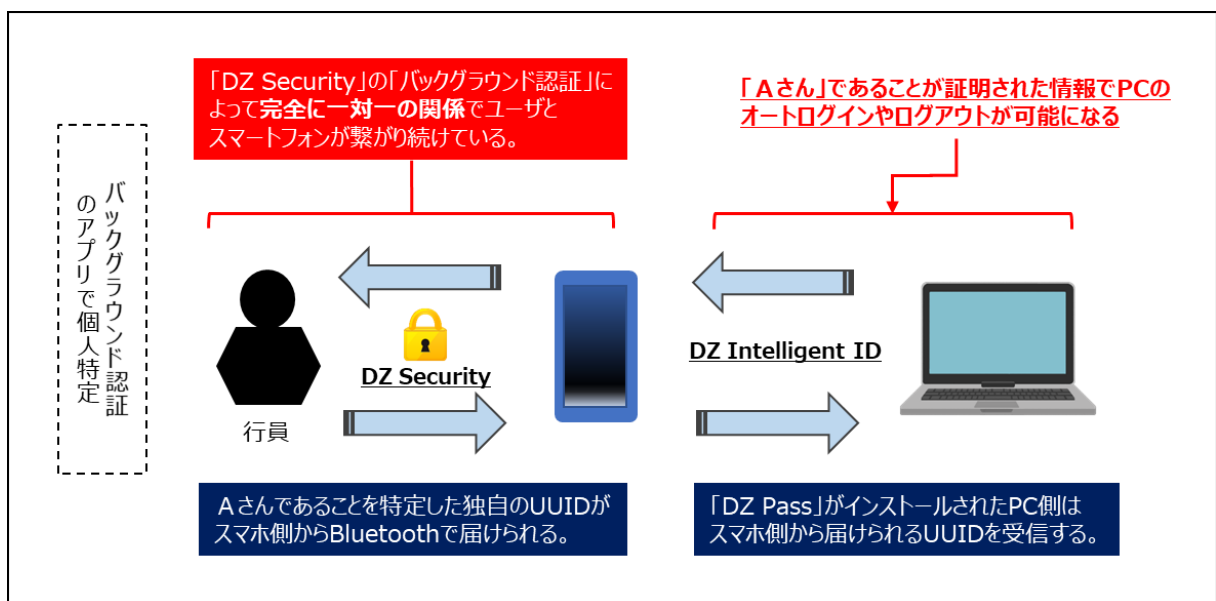 「DZ Security」の「バックグラウンド認証」に
よって完全に一対一の関係でユーザと
スマートフォンが繋がり続けている。
「Aさん」であることが証明された情報でPCの
オートログインやログアウトが可能になる
バックグラウンド認証
のアプリで個人特定
DZ Security
行員
DZ Intelligent ID
Aさんであることを特定した独自のUUIDが
スマホ側からBluetoothで届けられる。
「DZ Pass」がインストールされたPC側は
スマホ側から届けられるUUIDを受信する。